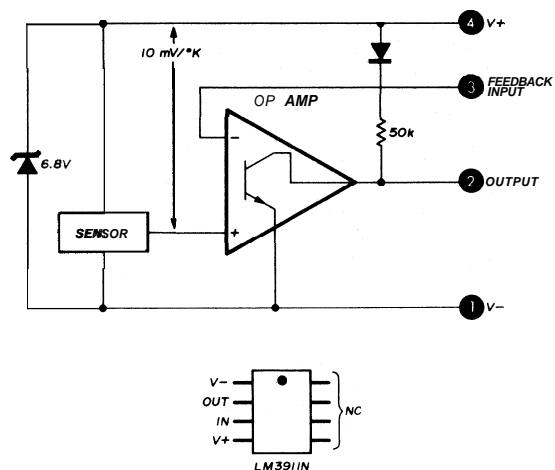 4 V+
10 mV/°K
3 FEEDBACK
INPUT
OP AMP
50k
6.8V
2 OUTPUT
SENSOR
1 V-
V-
OUT
IN
V+
NC
LM3911N